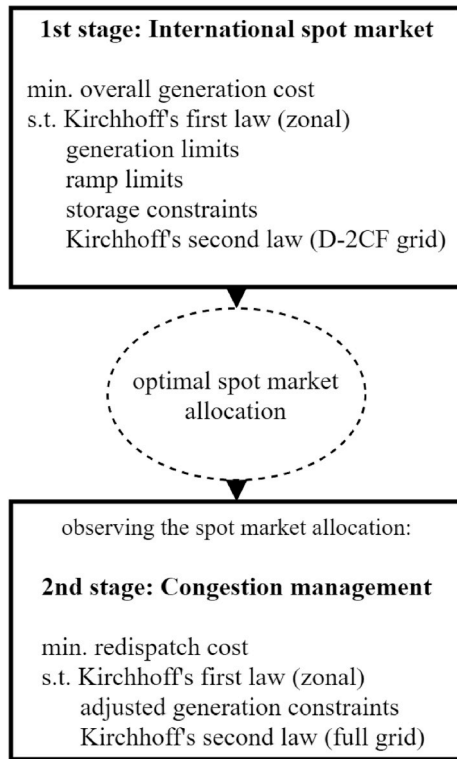 1st stage: International spot market
min. overall generation cost
s.t. Kirchhoff's first law (zonal)
generation limits
ramp limits
storage constraints
Kirchhoff's second law (D-2CF grid)
optimal spot market
allocation
observing the spot market allocation:
2nd stage: Congestion management
min. redispatch cost
s.t. Kirchhoff's first law (zonal)
adjusted generation constraints
Kirchhoff's second law (full grid)